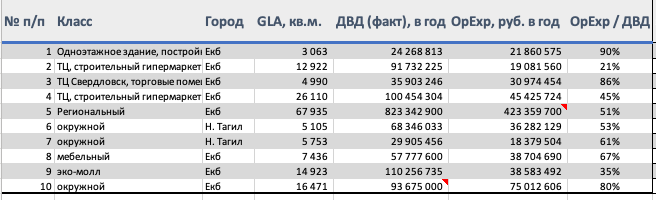 № п/п Класс Город GLA, кв.м. ДВД (факт), в год OpExp, руб. в год OpExp / ДВД
1 Одноэтажное здание, построй Екб 3 063 24 268 813 21 860 575 90%
2 ТЦ, строительный гипермаркет Екб 12 922 91 732 225 19 081 560 21%
3 ТЦ Свердловск, торговые поме Екб 4 990 35 903 246 30 974 454 86%
4 ТЦ, строительный гипермаркет Екб 26 110 100 454 304 45 425 724 45%
5 Региональный Екб 67 935 823 342 900 423 359 700 51%
6 окружной Н. Тагил 5 105 68 346 033 36 282 129 53%
7 окружной Н. Тагил 5 753 29 905 456 18 379 504 61%
8 мебельный Екб 7 436 57 777 600 38 704 690 67%
9 эко-молл Екб 14 923 110 256 735 38 583 492 35%
10 окружной Екб 16 471 93 675 000 75 012 606 80%